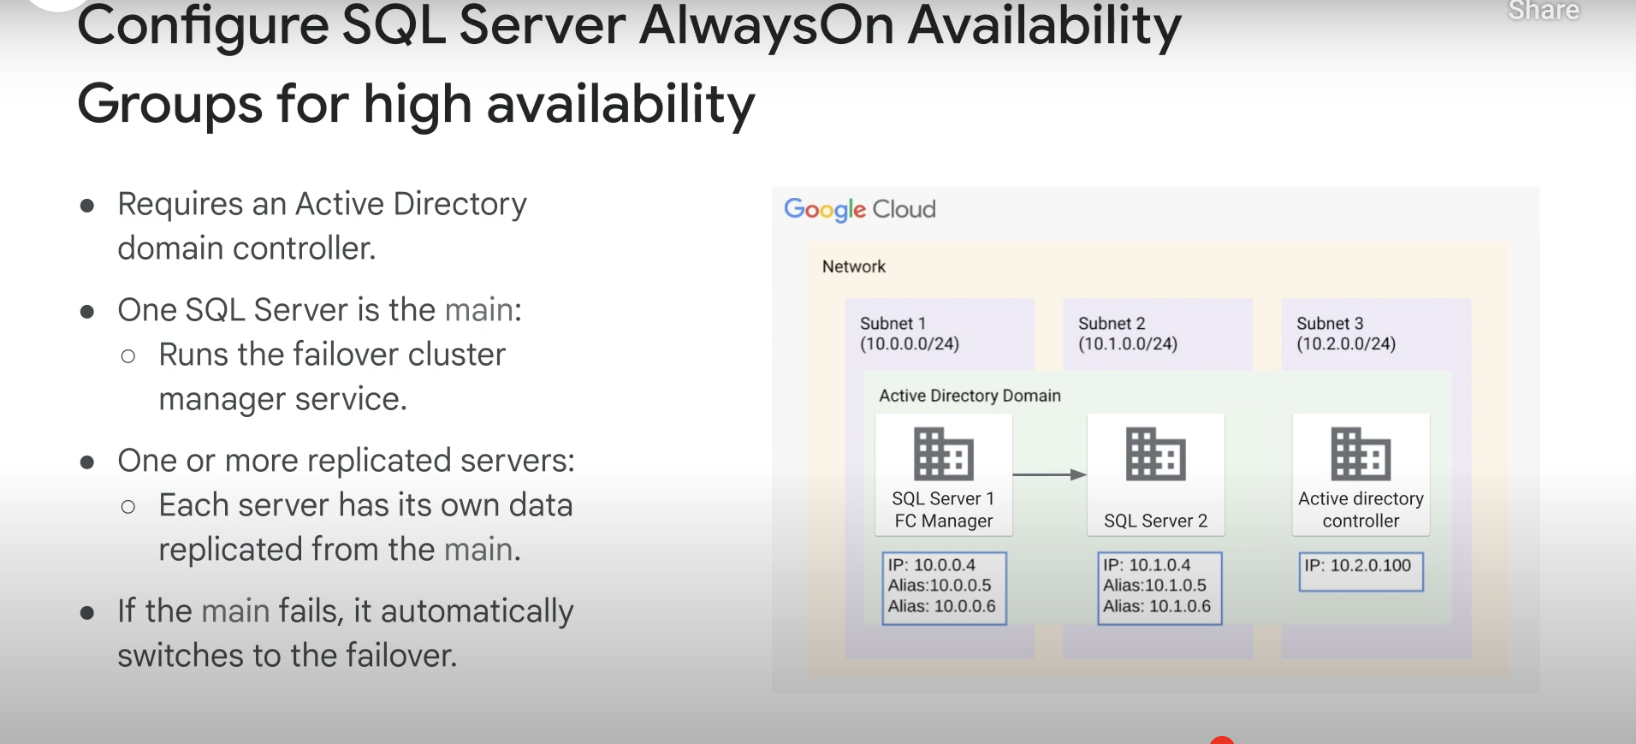 Share
Configure SQL Server AlwaysOn Availability
Groups for high availability
● Requires an Active Directory
domain controller.
● One SQL Server is the main:
○ Runs the failover cluster
manager service.
● One or more replicated servers:
○ Each server has its own data
replicated from the main.
● If the main fails, it automatically
switches to the failover.
Google Cloud
Network
Subnet 1
(10.0.0.0/24)
Subnet 2
(10.1.0.0/24)
Subnet 3
(10.2.0.0/24)
Active Directory Domain
SQL Server 1
FC Manager
SQL Server 2
Active directory
controller
IP: 10.0.0.4
Alias:10.0.0.5
Alias: 10.0.0.6
IP: 10.1.0.4
Alias:10.1.0.5
Alias: 10.1.0.6
IP: 10.2.0.100